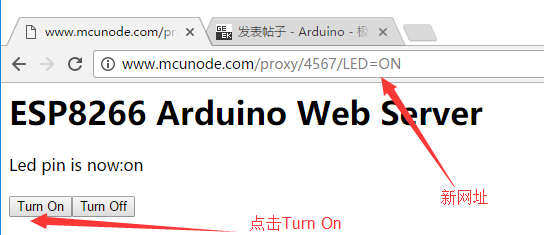 www.mcunode.com/pr
GEEK 发表帖子 - Arduino - 极
www.mcunode.com/proxy/4567/LED=ON
ESP8266 Arduino Web Server
Led pin is now:on
Turn On Turn Off
新网址
点击Turn On